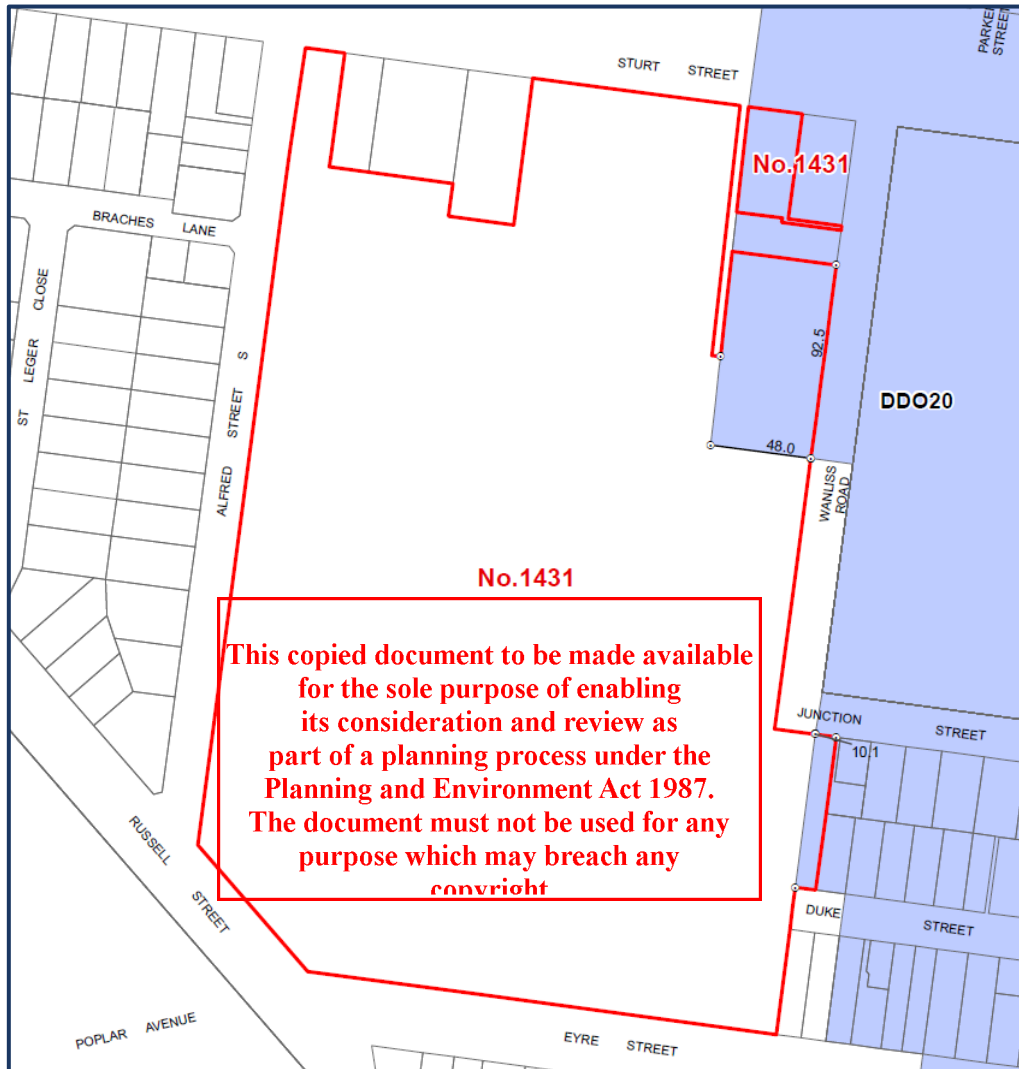 PARKER
STREET
STURT STREET
No.1431
BRACHES LANE
ST LEGER CLOSE
ALFRED STREET S
92.5
DDO20
48.0
WANLISS
ROAD
No.1431
This copied document to be made available
for the sole purpose of enabling
its consideration and review as
part of a planning process under the
Planning and Environment Act 1987.
The document must not be used for any
purpose which may breach any
copyright
JUNCTION STREET
10.1
RUSSELL STREET
DUKE STREET
POPLAR AVENUE
EYRE STREET